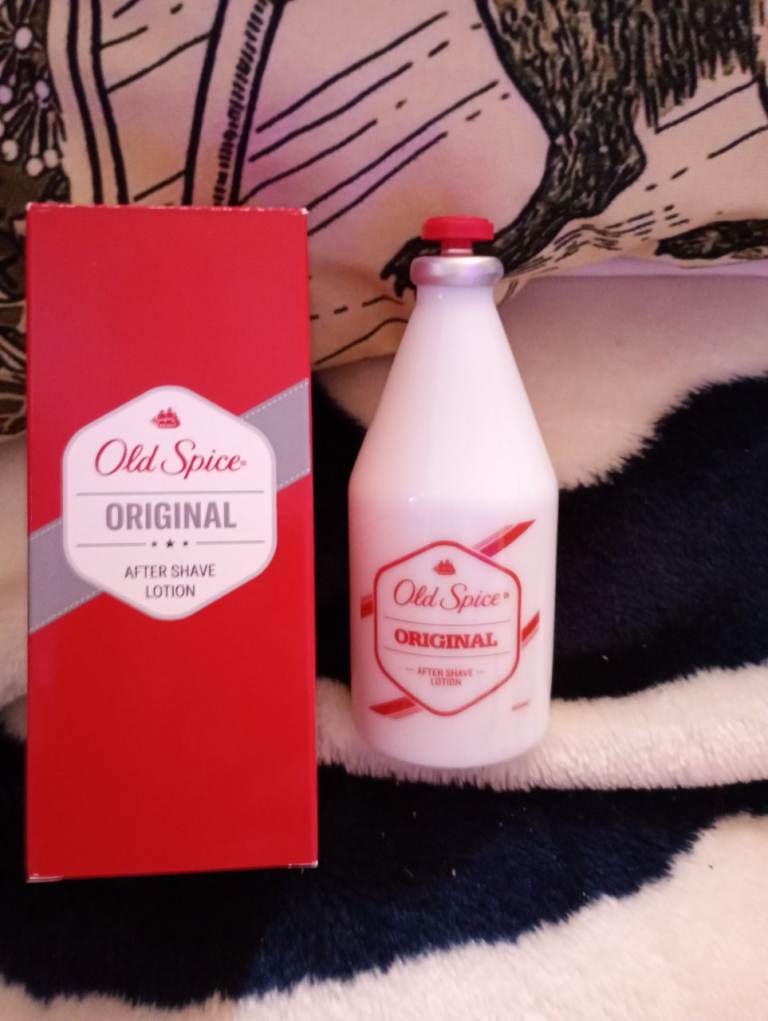 Old Spice®
ORIGINAL
AFTER SHAVE
LOTION
Old Spice®
ORIGINAL
AFTER SHAVE
LOTION